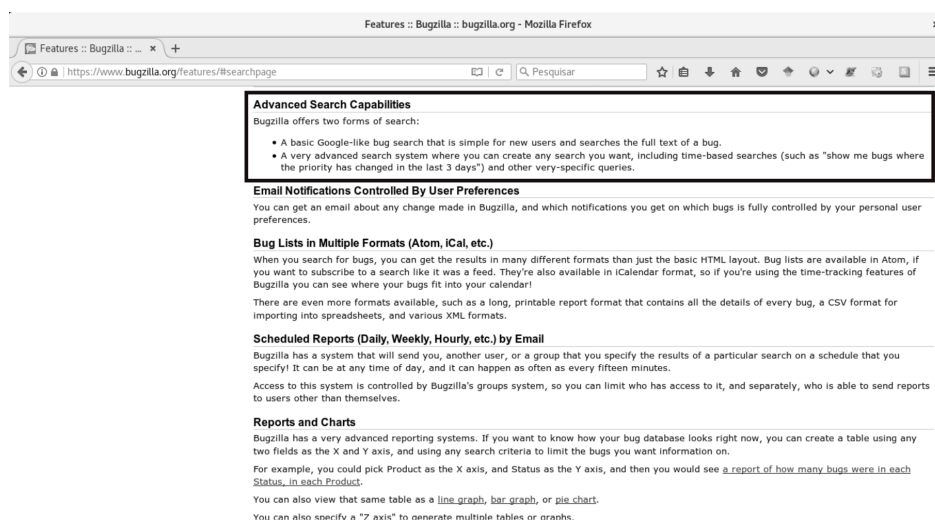 Features :: Bugzilla :: bugzilla.org - Mozilla Firefox
Features :: Bugzilla :: ...
https://www.bugzilla.org/features/#searchpage
Pesquisar
Advanced Search Capabilities
Bugzilla offers two forms of search:
• A basic Google-like bug search that is simple for new users and searches the full text of a bug.
• A very advanced search system where you can create any search you want, including time-based searches (such as "show me bugs where
the priority has changed in the last 3 days") and other very-specific queries.
Email Notifications Controlled By User Preferences
You can get an email about any change made in Bugzilla, and which notifications you get on which bugs is fully controlled by your personal user
preferences.
Bug Lists in Multiple Formats (Atom, iCal, etc.)
When you search for bugs, you can get the results in many different formats than just the basic HTML layout. Bug lists are available in Atom, if
you want to subscribe to a search like it was a feed. They're also available in iCalendar format, so if you're using the time-tracking features of
Bugzilla you can see where your bugs fit into your calendar!
There are even more formats available, such as a long, printable report format that contains all the details of every bug, a CSV format for
importing into spreadsheets, and various XML formats.
Scheduled Reports (Daily, Weekly, Hourly, etc.) by Email
Bugzilla has a system that will send you, another user, or a group that you specify the results of a particular search on a schedule that you
specify! It can be at any time of day, and it can happen as often as every fifteen minutes.
Access to this system is controlled by Bugzilla's groups system, so you can limit who has access to it, and separately, who is able to send reports
to users other than themselves.
Reports and Charts
Bugzilla has a very advanced reporting systems. If you want to know how your bug database looks right now, you can create a table using any
two fields as the X and Y axis, and using any search criteria to limit the bugs you want information on.
For example, you could pick Product as the X axis, and Status as the Y axis, and then you would see a report of how many bugs were in each
Status, in each Product.
You can also view that same table as a line graph, bar graph, or pie chart.
You can also specify a "Z axis" to generate multiple tables or graphs.